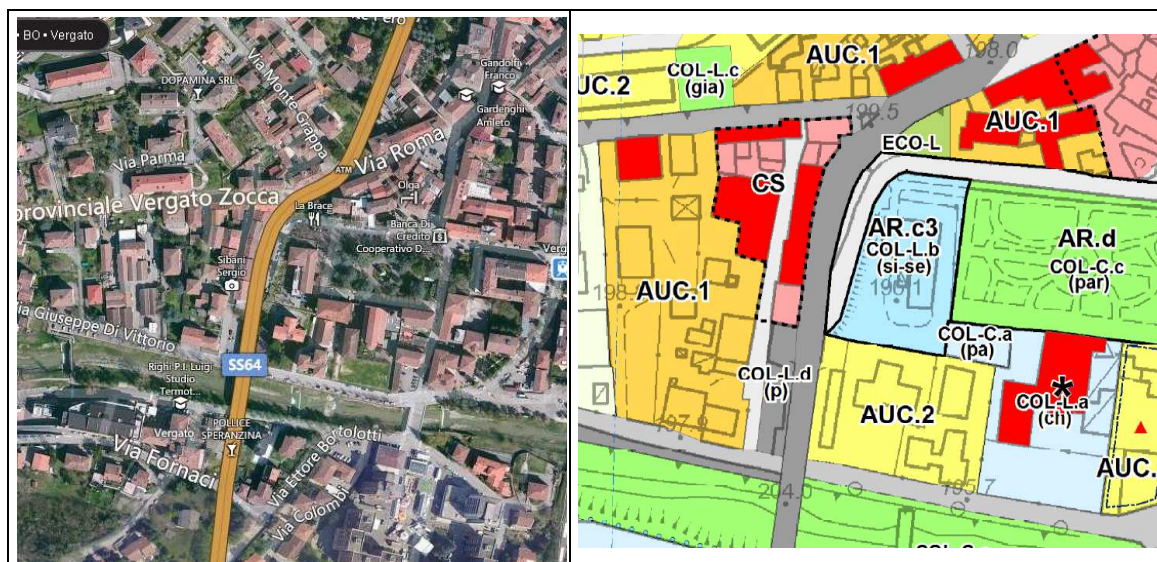 BO • Vergato
DOPAMINA SRL
Via Monte Grappa
Gandolfi
Franco
Gardenghi
Amleto
Via Parma
ATM
Via Roma
provinciale Vergato Zocca
La Brace
Olga
Banca Di
Credito
Cooperativo D...
Verg
Sibani
Sergio
Via Giuseppe Di Vittorio
SS64
Righi P.I. Luigi
Studio
Termot...
Vergato
POLLICE
SPERANZINA
Via Fornaci
Via Ettore Bortolotti
Via Colombi
198.0
AUC.1
UC.2
COL-L.c
(gia)
199.5
AUC.1
ECO-L
CS
AR.c3
COL-L.b
(si-se)
AR.d
COL-C.c
(par)
AUC.1
COL-C.a
(pa)
COL-L.d
(p)
COL-L.a
(ch)
*
AUC.2
AUC.
197.9
204.0
195.7